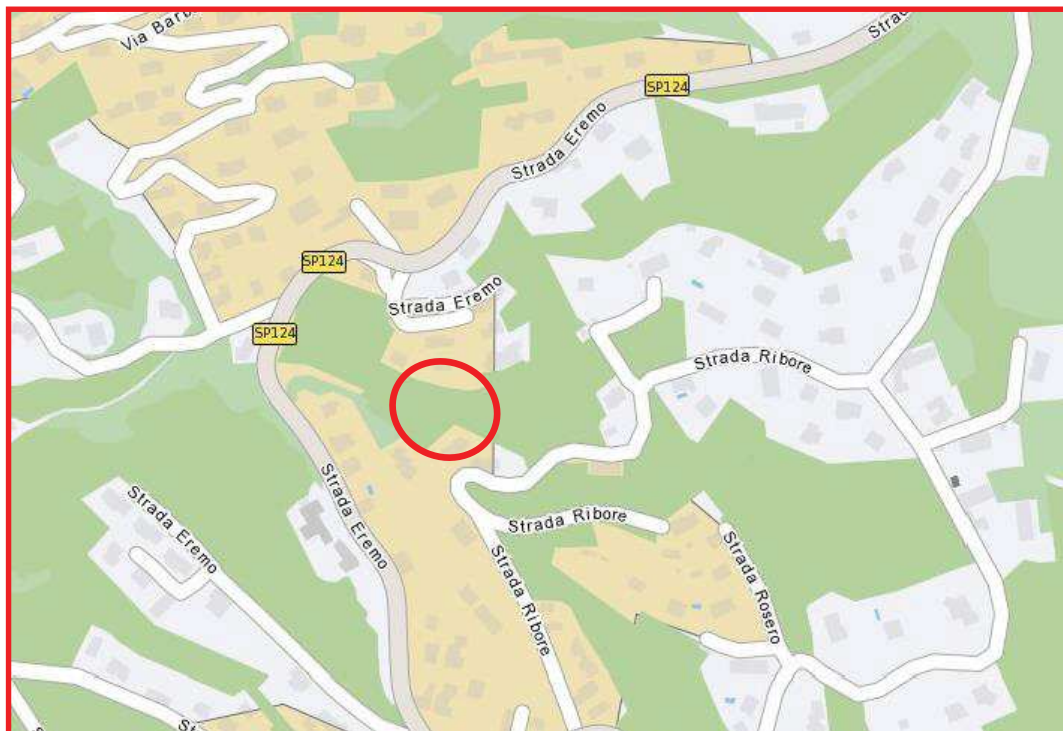 Via Barb
Strad
SP124
Strada Eremo
SP124
Strada Eremo
SP124
Strada Ribore
Strada Eremo
Strada Eremo
Strada Ribore
Strada Ribore
Strada Rosero